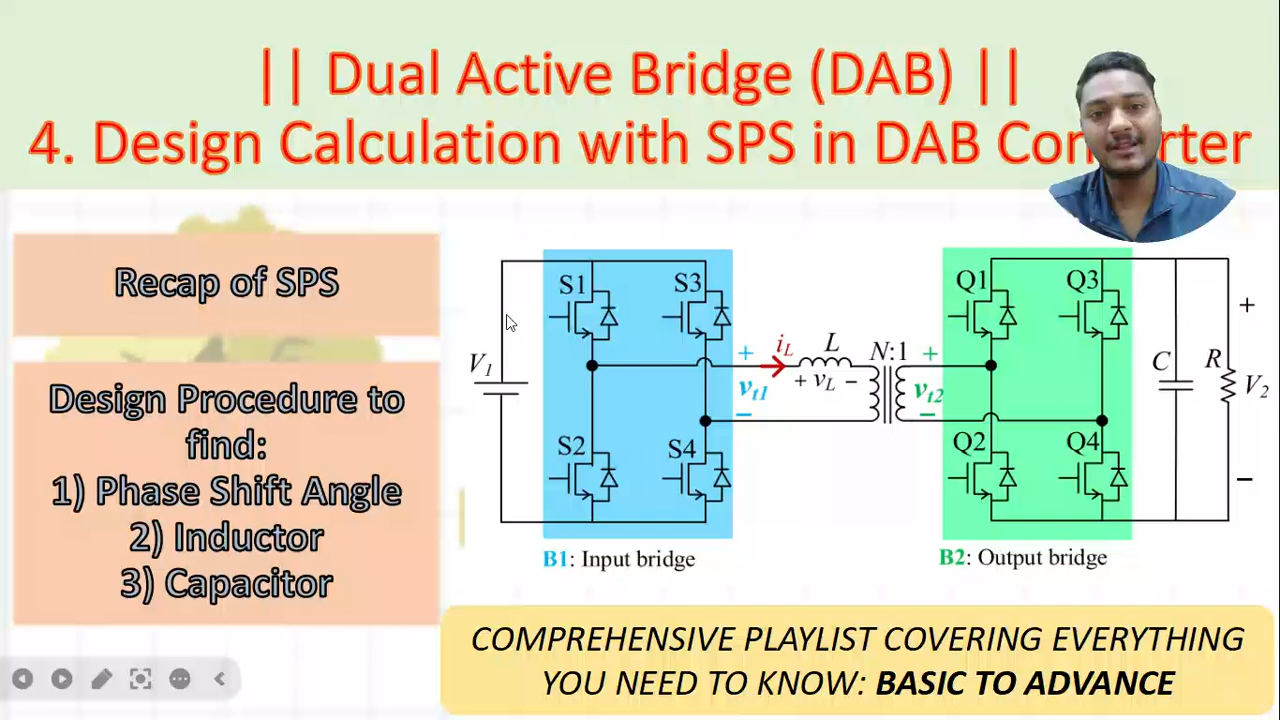 || Dual Active Bridge (DAB) ||
4. Design Calculation with SPS in DAB Converter
Recap of SPS
Design Procedure to
find:
1) Phase Shift Angle
2) Inductor
3) Capacitor
V1
S1
S3
S2
S4
+
vt1
−
iL
L
+ vL −
N:1
+
vt2
−
Q1
Q3
Q2
Q4
C
R
+
V2
−
B1: Input bridge
B2: Output bridge
COMPREHENSIVE PLAYLIST COVERING EVERYTHING
YOU NEED TO KNOW: BASIC TO ADVANCE